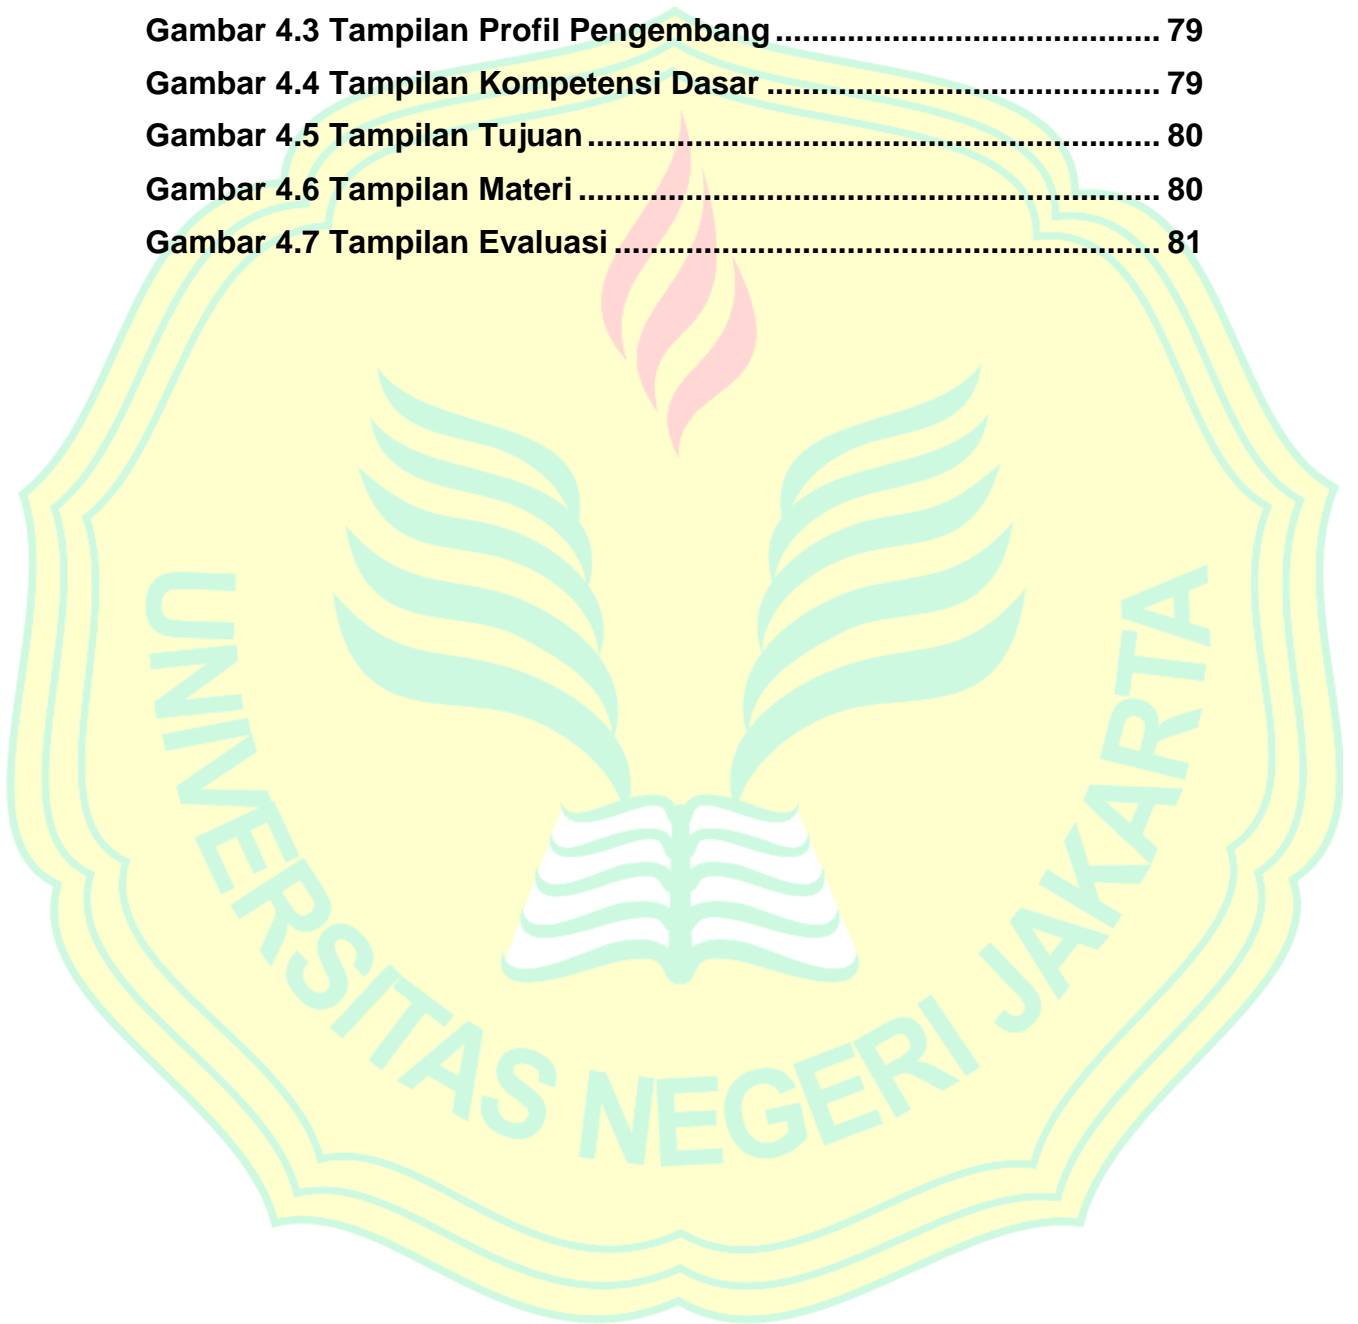 Gambar 4.3 Tampilan Profil Pengembang ........................................... 79
Gambar 4.4 Tampilan Kompetensi Dasar ............................................ 79
Gambar 4.5 Tampilan Tujuan ................................................................ 80
Gambar 4.6 Tampilan Materi ................................................................. 80
Gambar 4.7 Tampilan Evaluasi ............................................................. 81
UNIVERSITAS NEGERI JAKARTA